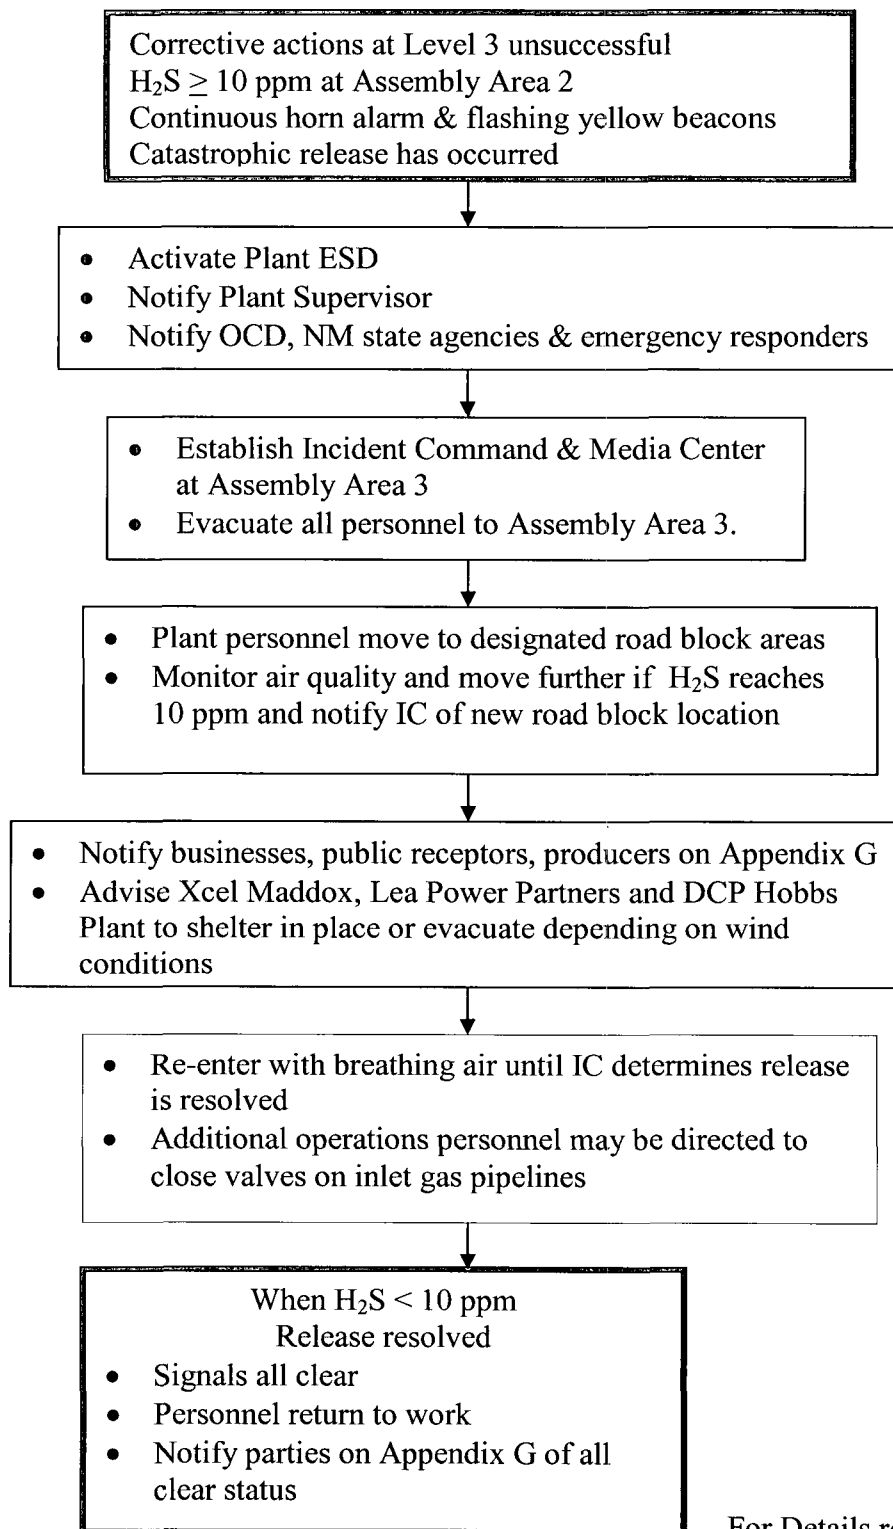 Corrective actions at Level 3 unsuccessful
H₂S ≥ 10 ppm at Assembly Area 2
Continuous horn alarm & flashing yellow beacons
Catastrophic release has occurred
• Activate Plant ESD
• Notify Plant Supervisor
• Notify OCD, NM state agencies & emergency responders
• Establish Incident Command & Media Center
at Assembly Area 3
• Evacuate all personnel to Assembly Area 3.
• Plant personnel move to designated road block areas
• Monitor air quality and move further if H₂S reaches
10 ppm and notify IC of new road block location
• Notify businesses, public receptors, producers on Appendix G
• Advise Xcel Maddox, Lea Power Partners and DCP Hobbs
Plant to shelter in place or evacuate depending on wind
conditions
• Re-enter with breathing air until IC determines release
is resolved
• Additional operations personnel may be directed to
close valves on inlet gas pipelines
When H₂S < 10 ppm
Release resolved
• Signals all clear
• Personnel return to work
• Notify parties on Appendix G of all
clear status
For Details